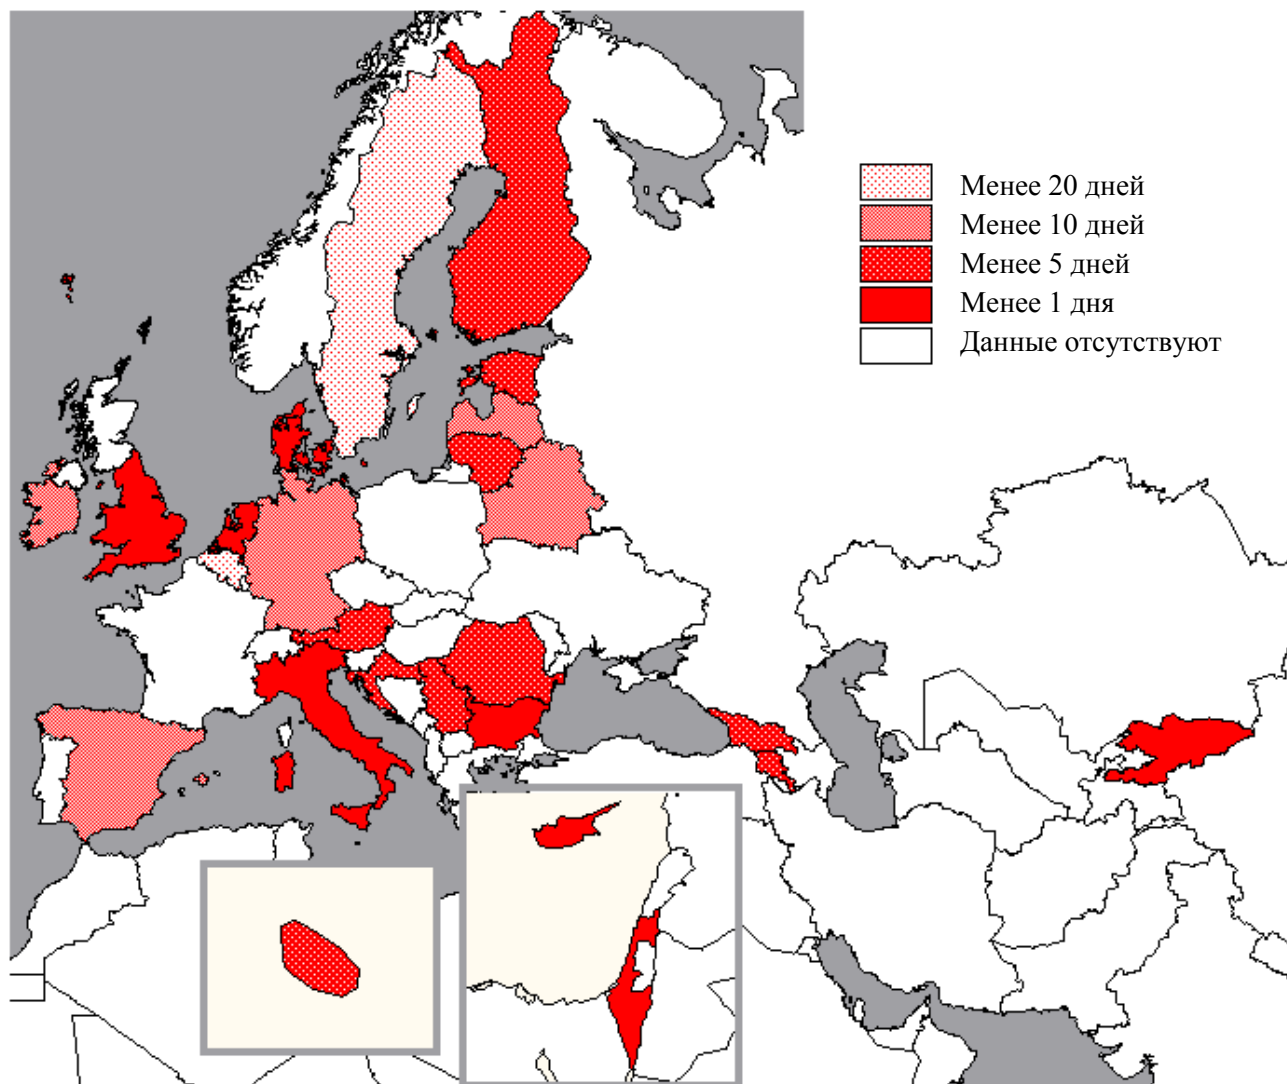 Менее 20 дней
Менее 10 дней
Менее 5 дней
Менее 1 дня
Данные отсутствуют